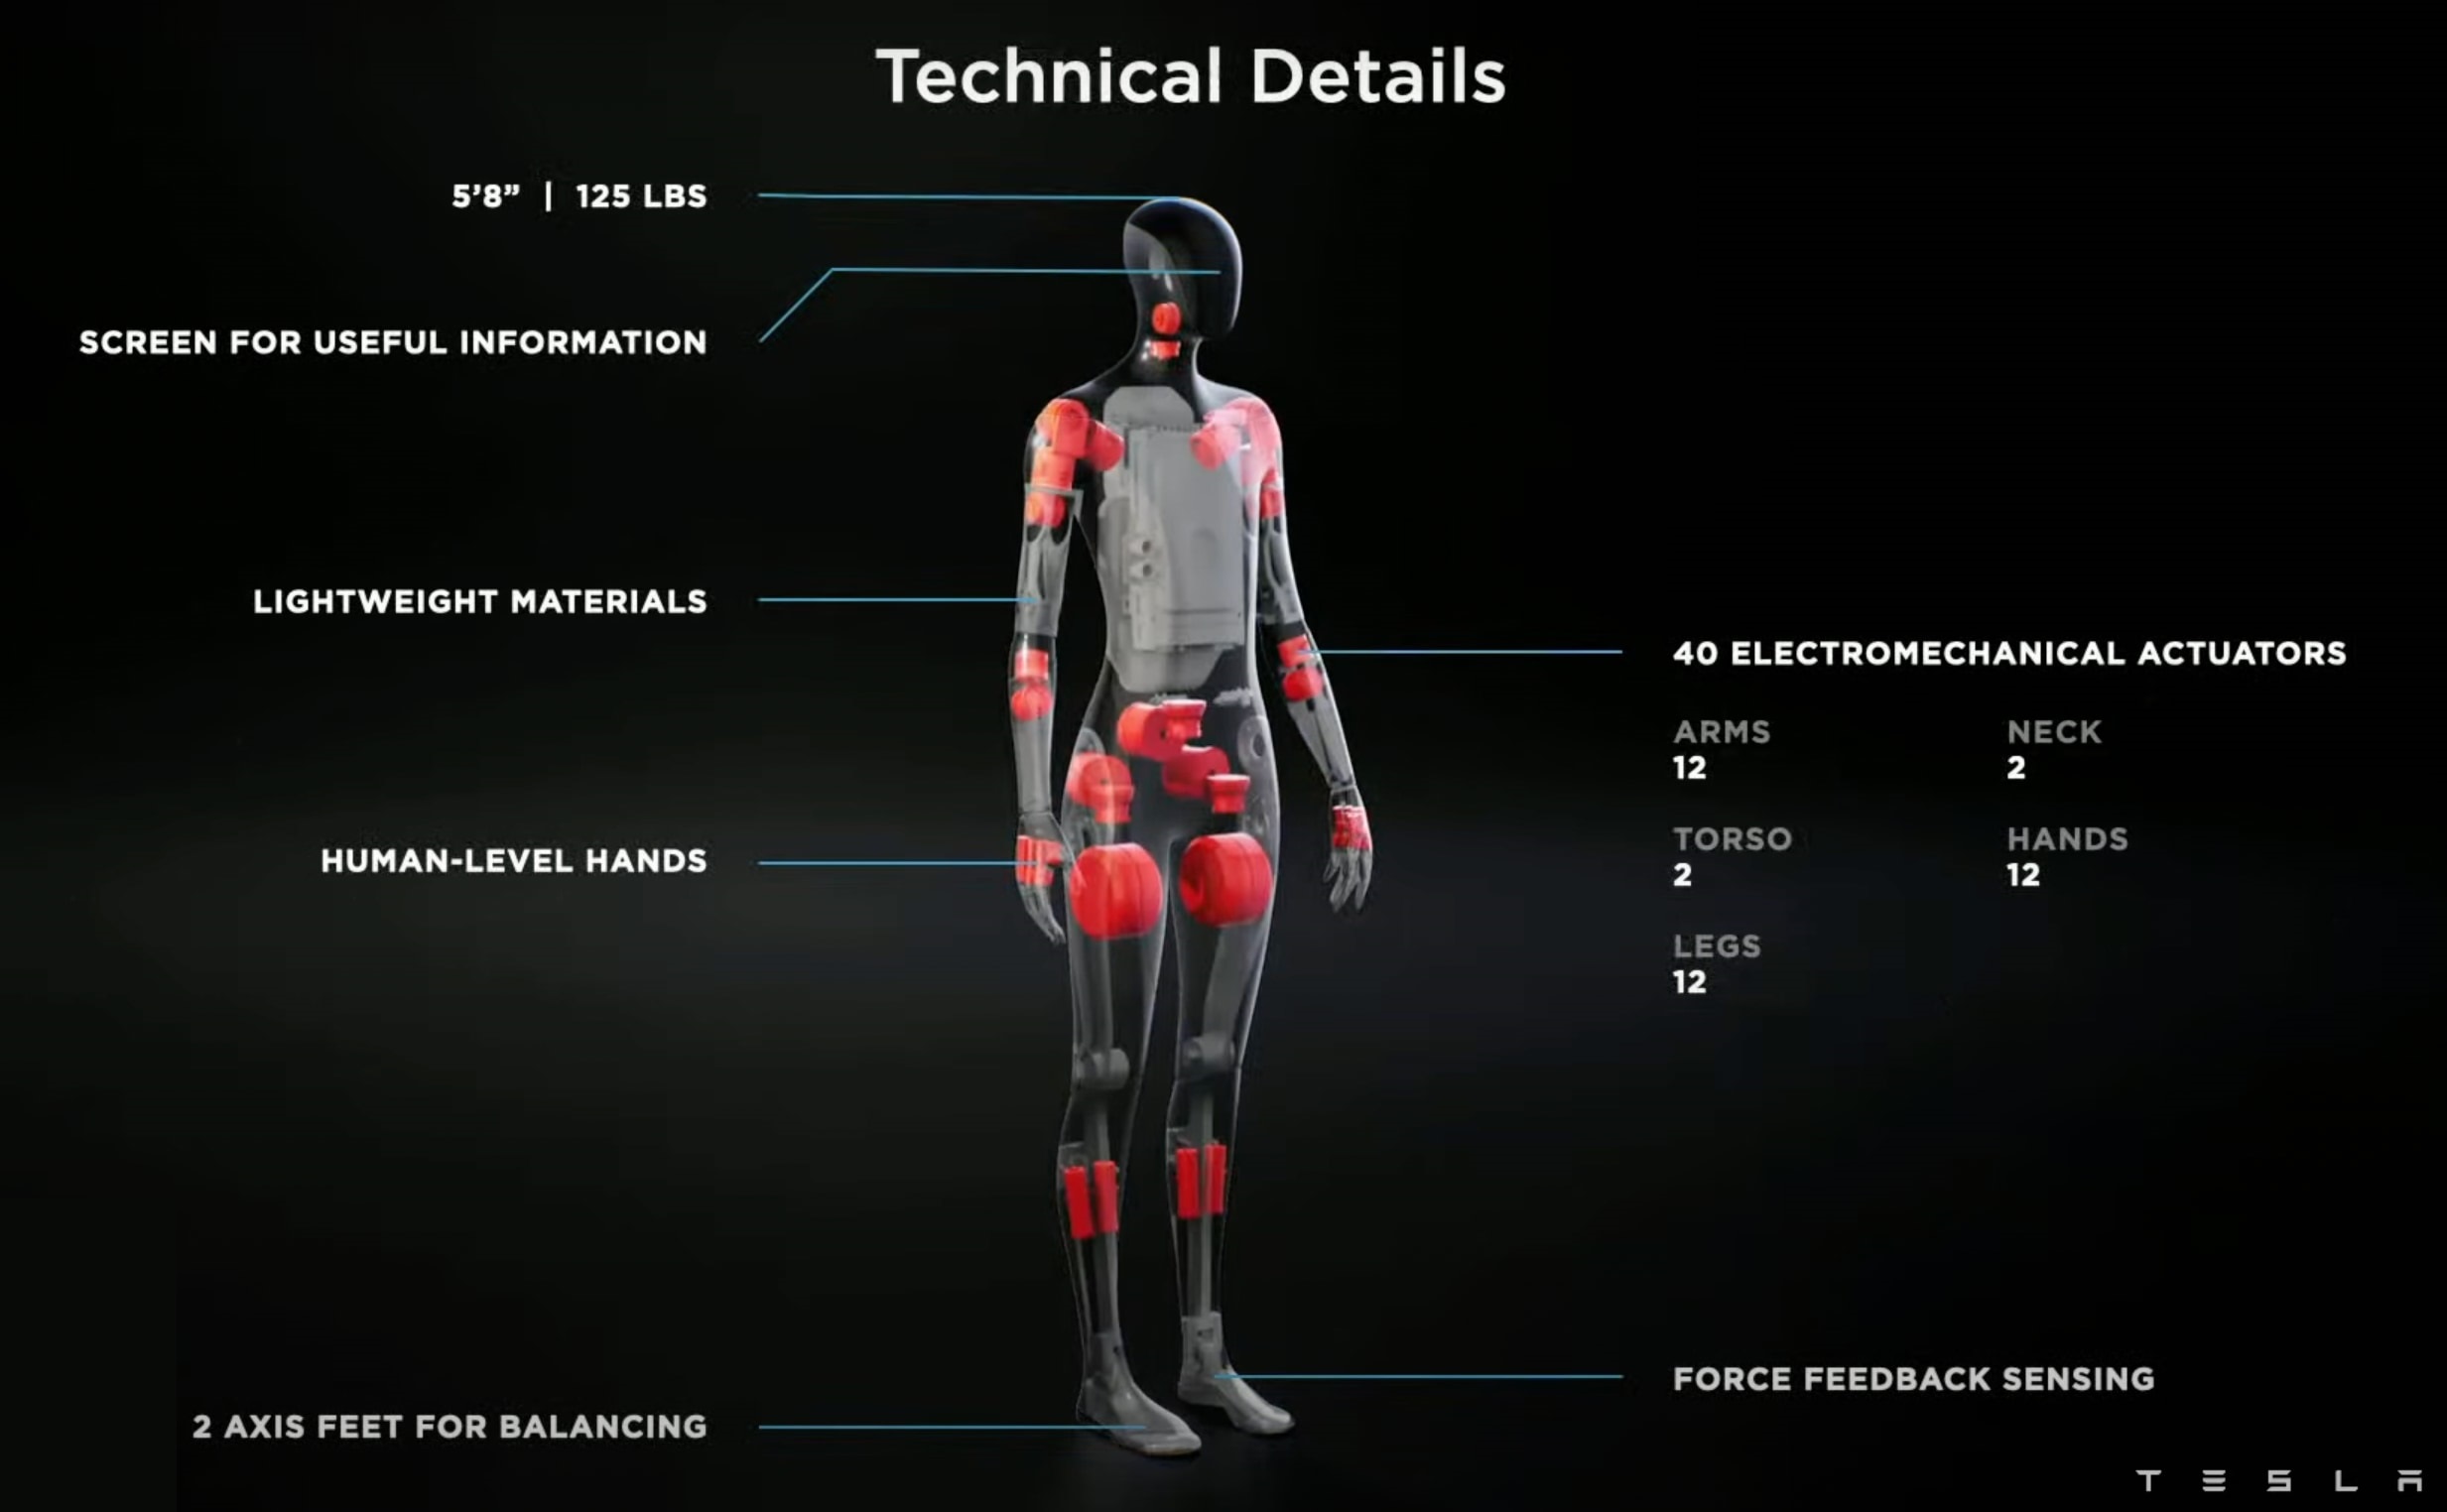 Technical Details
5’8” | 125 LBS
SCREEN FOR USEFUL INFORMATION
LIGHTWEIGHT MATERIALS
HUMAN-LEVEL HANDS
2 AXIS FEET FOR BALANCING
40 ELECTROMECHANICAL ACTUATORS
ARMS NECK
12 2
TORSO HANDS
2 12
LEGS
12
FORCE FEEDBACK SENSING
TESLA